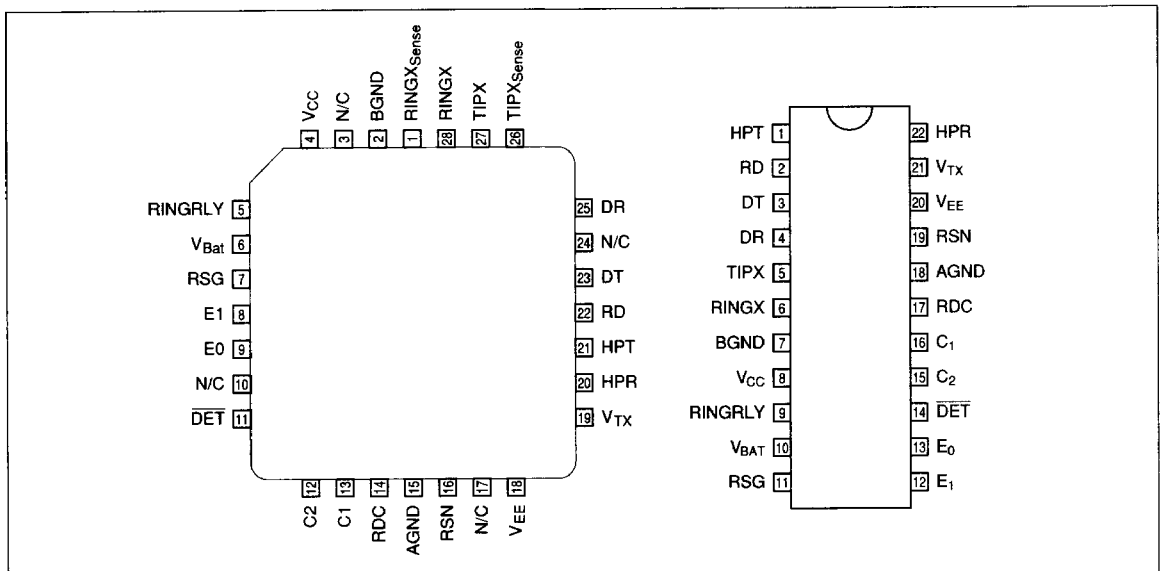 VCC
N/C
BGND
RINGXSense
RINGX
TIPX
TIPXSense
4 3 2 1 28 27 26
RINGRLY 5
VBat 6
RSG 7
E1 8
E0 9
N/C 10
DET 11
25 DR
24 N/C
23 DT
22 RD
21 HPT
20 HPR
19 VTX
12 13 14 15 16 17 18
C2
C1
RDC
AGND
RSN
N/C
VEE
HPT 1
RD 2
DT 3
DR 4
TIPX 5
RINGX 6
BGND 7
VCC 8
RINGRLY 9
VBAT 10
RSG 11
22 HPR
21 VTX
20 VEE
19 RSN
18 AGND
17 RDC
16 C1
15 C2
14 DET
13 E0
12 E1